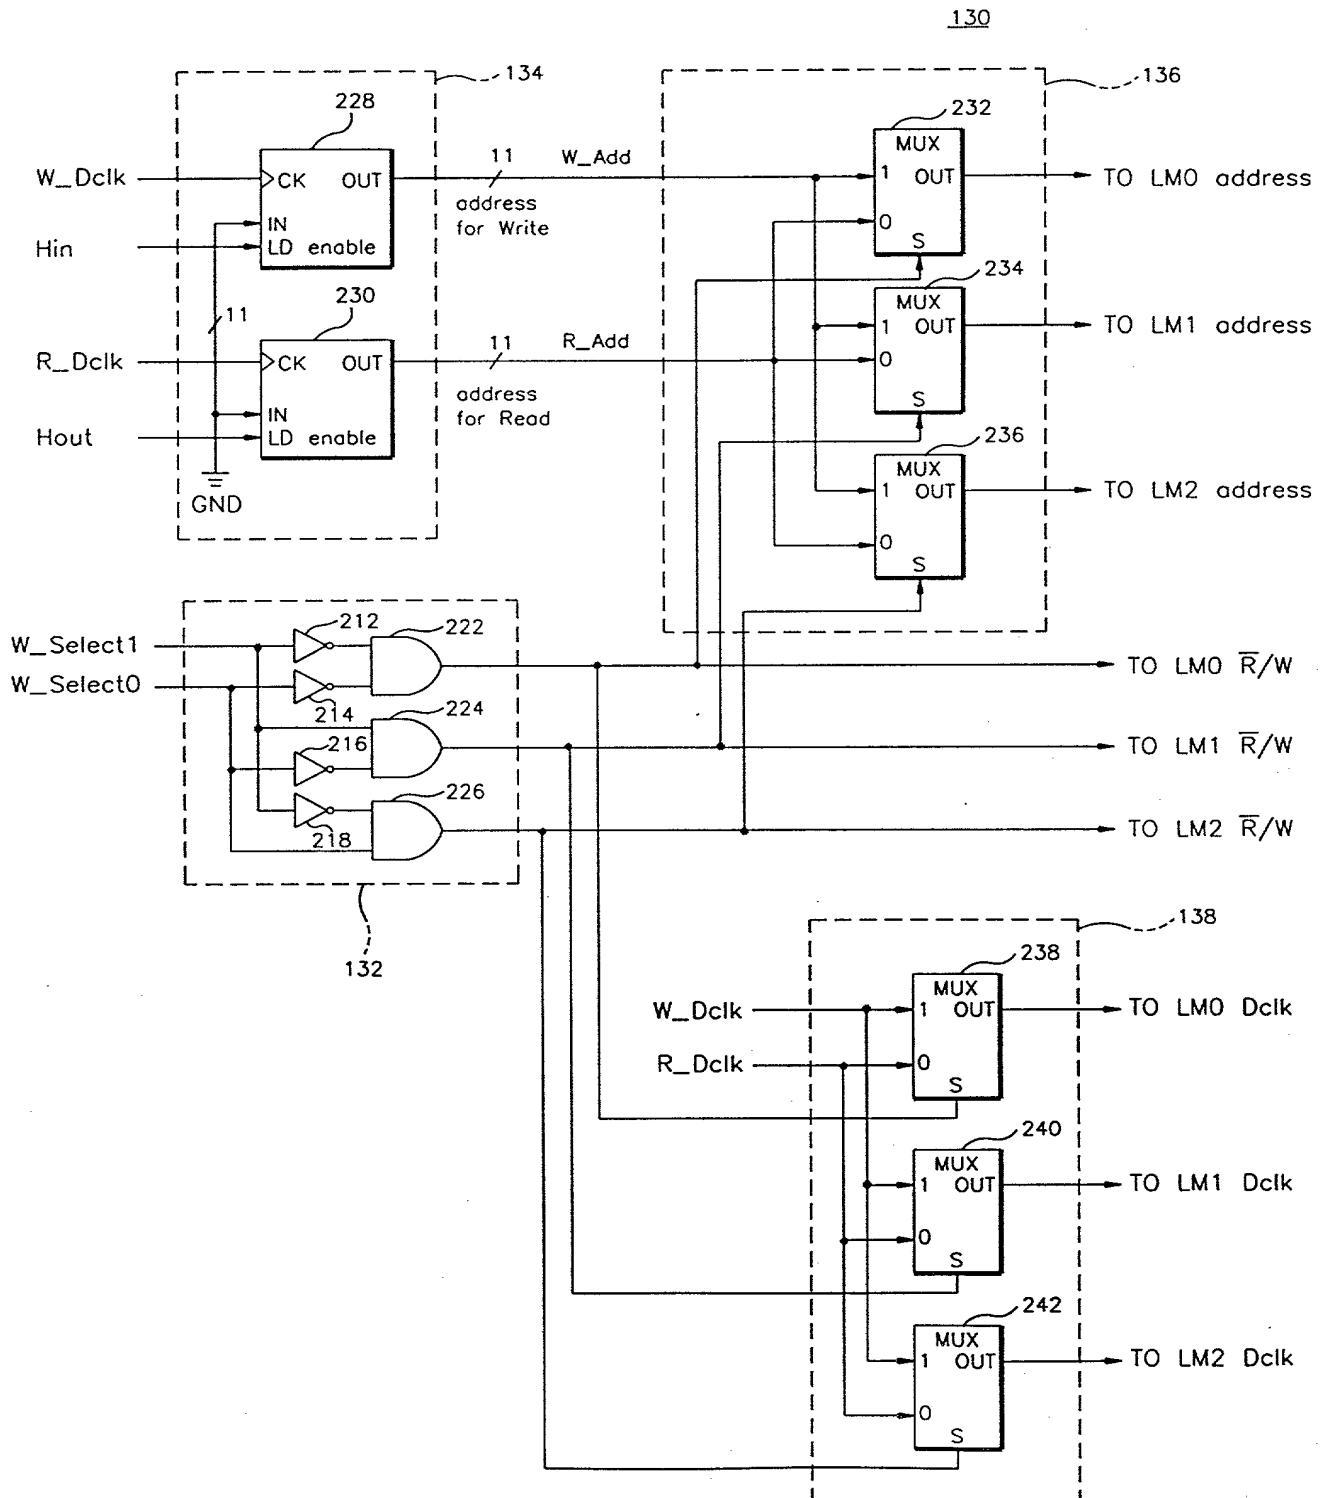 130
134
136
228
232
W_Dclk
CK OUT
IN
LD enable
Hin
11
W_Add
address
for Write
MUX
1 OUT
0
S
TO LM0 address
11
230
234
R_Dclk
CK OUT
IN
LD enable
Hout
GND
11
R_Add
address
for Read
MUX
1 OUT
0
S
TO LM1 address
236
MUX
1 OUT
0
S
TO LM2 address
W_Select1
W_Select0
212
222
214
224
216
226
218
132
TO LM0 R̅/W
TO LM1 R̅/W
TO LM2 R̅/W
138
238
W_Dclk
R_Dclk
MUX
1 OUT
0
S
TO LM0 Dclk
240
MUX
1 OUT
0
S
TO LM1 Dclk
242
MUX
1 OUT
0
S
TO LM2 Dclk